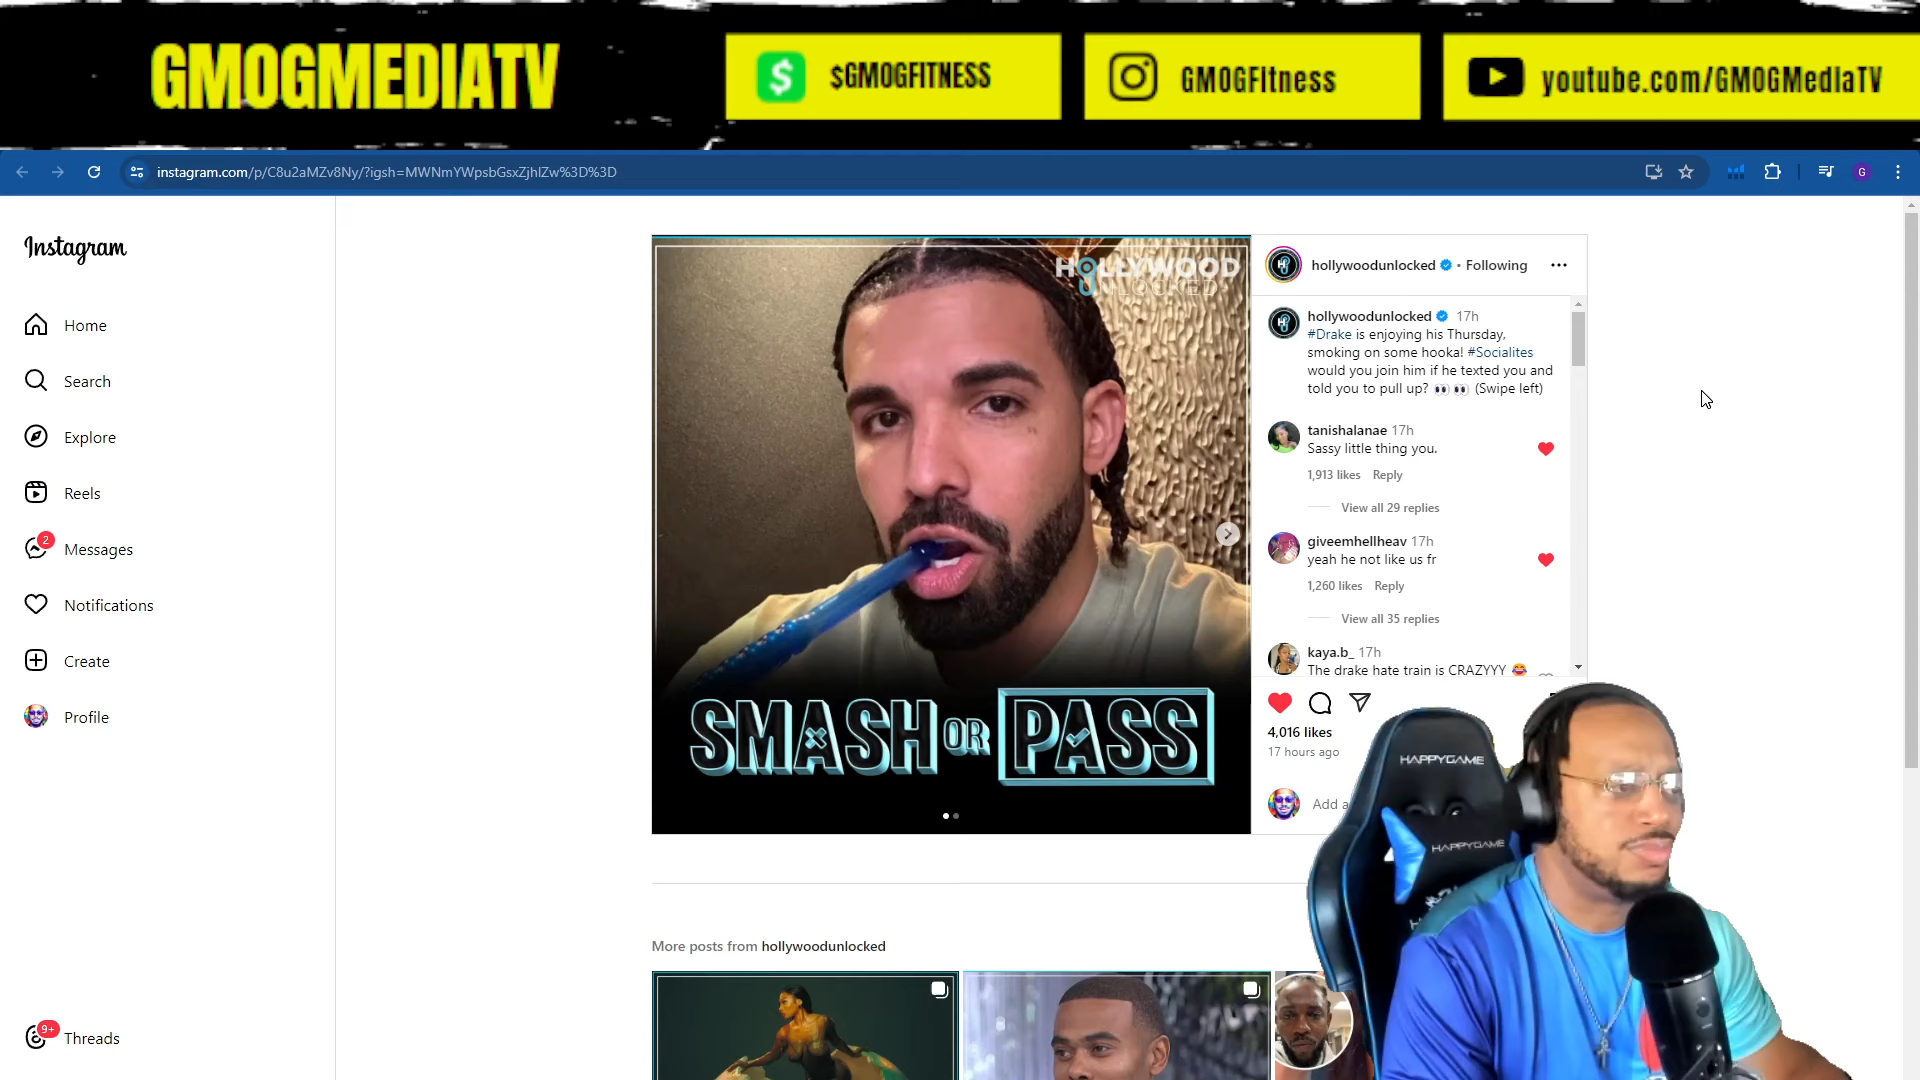 GMOGMEDIATV
$GMOGFITNESS
GMOGFitness
youtube.com/GMOGMediaTV
instagram.com/p/C8u2aMZv8Ny/?igsh=MWNmYWpsbGsxZjhlZw%3D%3D
G
Instagram
Home
Search
Explore
Reels
2
Messages
Notifications
Create
Profile
9+
Threads
HOLLYWOOD
UNLOCKED
SMASH OR PASS
hollywoodunlocked • Following
hollywoodunlocked 17h
#Drake is enjoying his Thursday,
smoking on some hooka! #Socialites
would you join him if he texted you and
told you to pull up? 👀 👀 (Swipe left)
tanishalanae 17h
Sassy little thing you.
1,913 likes Reply
View all 29 replies
giveemhellheav 17h
yeah he not like us fr
1,260 likes Reply
View all 35 replies
kaya.b_ 17h
The drake hate train is CRAZYYY 😂
4,016 likes
17 hours ago
Add a
HAPPYGAME
HAPPYGAME
More posts from hollywoodunlocked